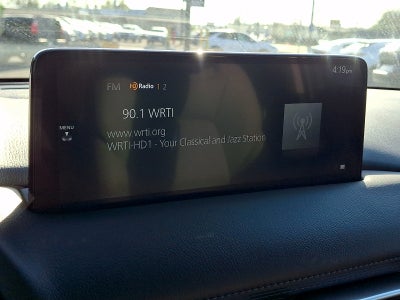 4:19pm
FM HD Radio 1 2
90.1 WRTI
MENU
www.wrti.org
WRTI-HD1 - Your Classical and Jazz Station